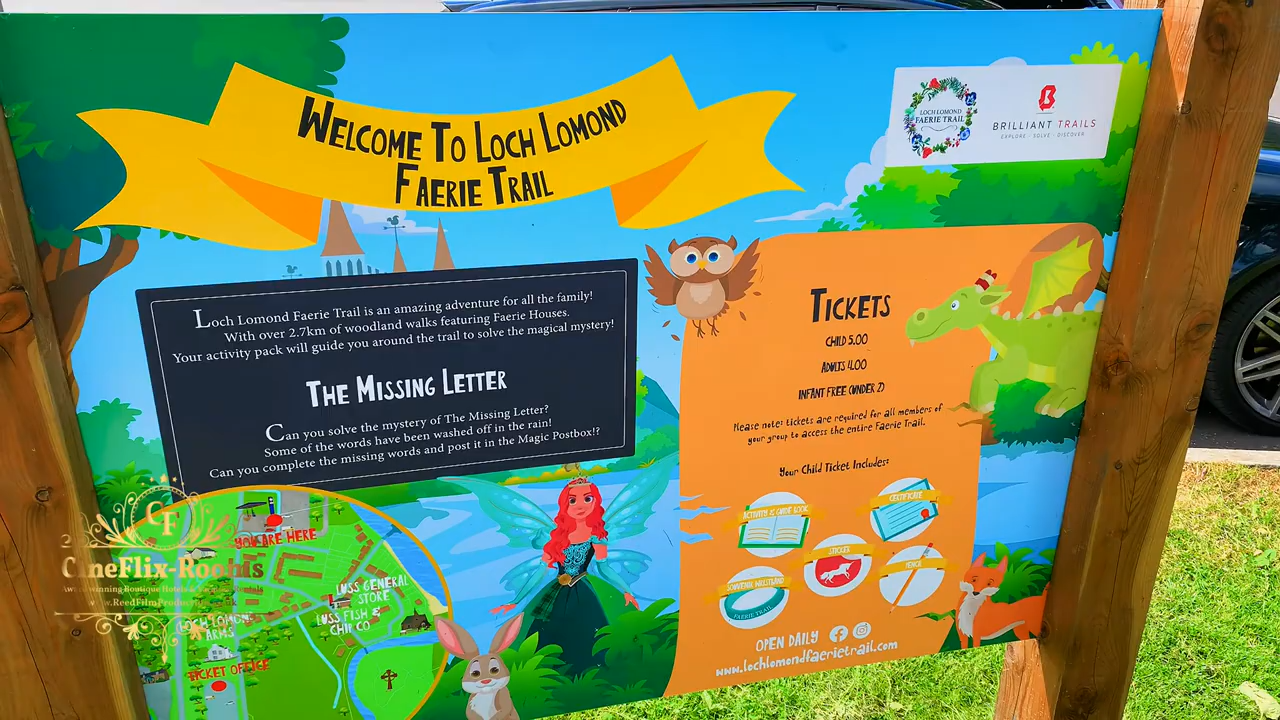 WELCOME TO LOCH LOMOND
FAERIE TRAIL
LOCH LOMOND
FAERIE TRAIL
BRILLIANT TRAILS
EXPLORE · SOLVE · DISCOVER
Loch Lomond Faerie Trail is an amazing adventure for all the family!
With over 2.7km of woodland walks featuring Faerie Houses.
Your activity pack will guide you around the trail to solve the magical mystery!
THE MISSING LETTER
Can you solve the mystery of The Missing Letter?
Some of the words have been washed off in the rain!
Can you complete the missing words and post it in the Magic Postbox!?
TICKETS
CHILD 5.00
ADULTS 4.00
INFANT FREE (UNDER 2)
Please note: tickets are required for all members of
your group to access the entire Faerie Trail.
Your Child Ticket Includes:
ACTIVITY & GUIDE BOOK
CERTIFICATE
STICKER
PENCIL
SOUVENIR WRISTBAND
FAERIE TRAIL
OPEN DAILY
www.lochlomondfaerietrail.com
YOU ARE HERE
LUSS GENERAL
STORE
LUSS FISH &
CHIP CO
LOCH LOMOND
ARMS
TICKET OFFICE
CF
CineFlix-Rooms